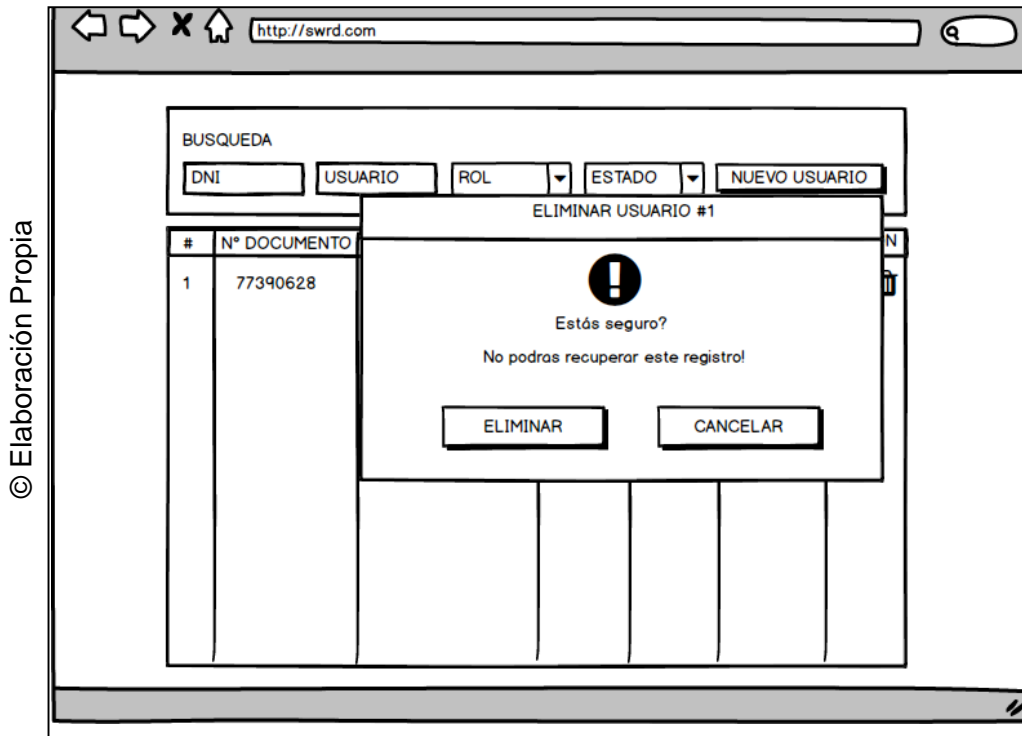 http://swrd.com
BUSQUEDA
DNI USUARIO ROL ESTADO NUEVO USUARIO
ELIMINAR USUARIO #1
# N° DOCUMENTO N
1 77390628
Estás seguro?
No podras recuperar este registro!
ELIMINAR CANCELAR
© Elaboración Propia